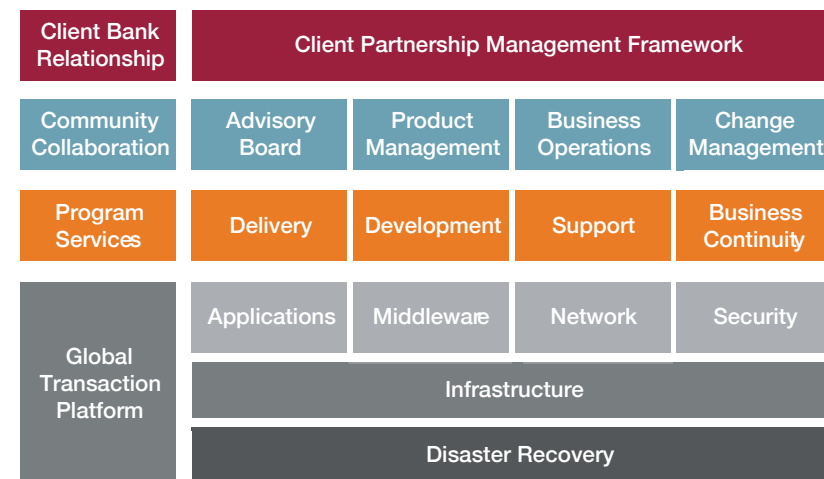 Client Bank
Relationship
Client Partnership Management Framework
Community
Collaboration
Advisory
Board
Product
Management
Business
Operations
Change
Management
Program
Services
Delivery
Development
Support
Business
Continuity
Global
Transaction
Platform
Applications
Middleware
Network
Security
Infrastructure
Disaster Recovery